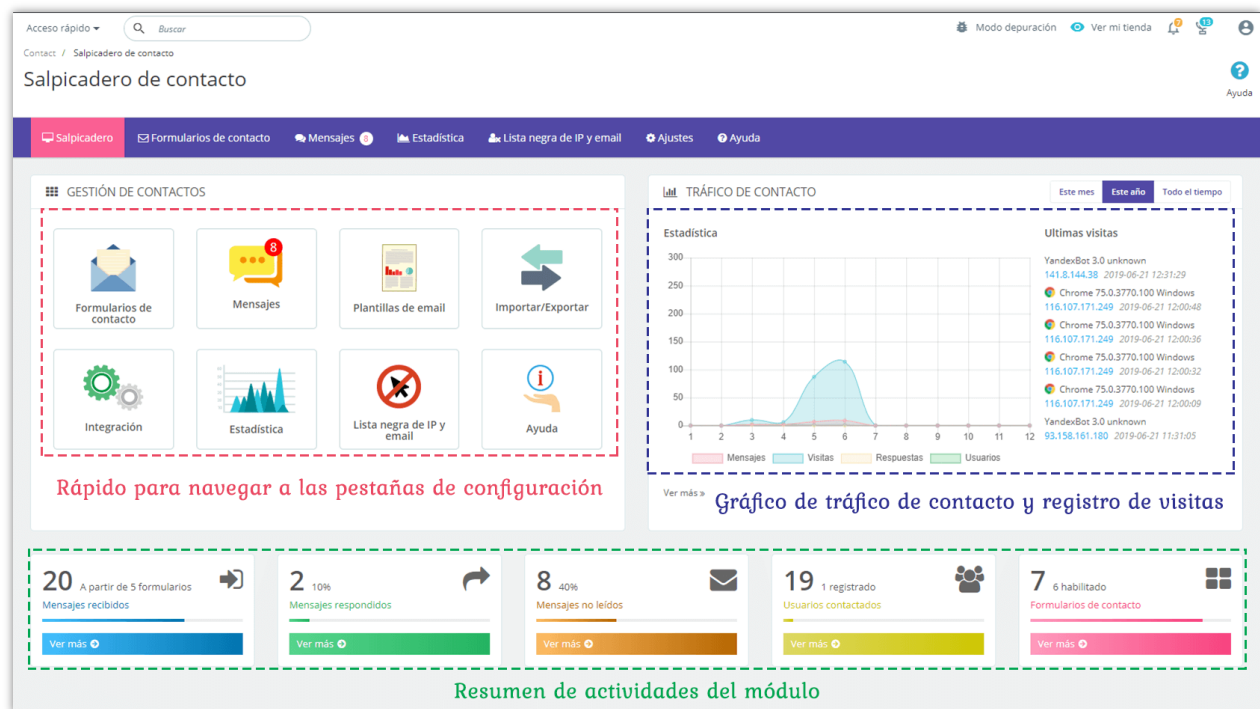 Acceso rápido
Buscar
Modo depuración
Ver mi tienda
7
13
Contact / Salpicadero de contacto
Salpicadero de contacto
Ayuda
Salpicadero
Formularios de contacto
Mensajes 8
Estadística
Lista negra de IP y email
Ajustes
Ayuda
GESTIÓN DE CONTACTOS
Formularios de
contacto
8
Mensajes
Plantillas de email
Importar/Exportar
Integración
Estadística
Lista negra de IP y
email
Ayuda
Rápido para navegar a las pestañas de configuración
TRÁFICO DE CONTACTO
Este mes
Este año
Todo el tiempo
Estadística
300
250
200
150
100
50
0
1 2 3 4 5 6 7 8 9 10 11 12
Mensajes
Visitas
Respuestas
Usuarios
Ultimas visitas
YandexBot 3.0 unknown
141.8.144.38 2019-06-21 12:31:29
Chrome 75.0.3770.100 Windows
116.107.171.249 2019-06-21 12:00:48
Chrome 75.0.3770.100 Windows
116.107.171.249 2019-06-21 12:00:36
Chrome 75.0.3770.100 Windows
116.107.171.249 2019-06-21 12:00:32
Chrome 75.0.3770.100 Windows
116.107.171.249 2019-06-21 12:00:09
YandexBot 3.0 unknown
93.158.161.180 2019-06-21 11:31:05
Ver más »
Gráfico de tráfico de contacto y registro de visitas
20 A partir de 5 formularios
Mensajes recibidos
Ver más
2 10%
Mensajes respondidos
Ver más
8 40%
Mensajes no leídos
Ver más
19 1 registrado
Usuarios contactados
Ver más
7 6 habilitado
Formularios de contacto
Ver más
Resumen de actividades del módulo